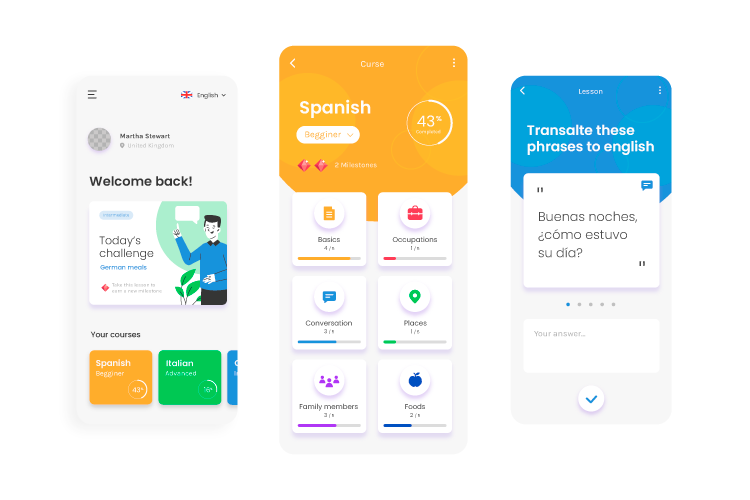 English
Martha Stewart
United Kingdom
Welcome back!
Intermediate
Today's
challenge
German meals
Take this lesson to
earn a new milestone
Your courses
Spanish
Begginer
43%
Italian
Advanced
16%
Curse
Spanish
Begginer
43%
Complete
2 Milestones
Basics
4/5
Occupations
1/5
Conversation
3/5
Places
1/5
Family members
3/5
Foods
2/5
Lesson
Transalte these
phrases to english
"
Buenas noches,
¿cómo estuvo
su día?
"
Your answer...